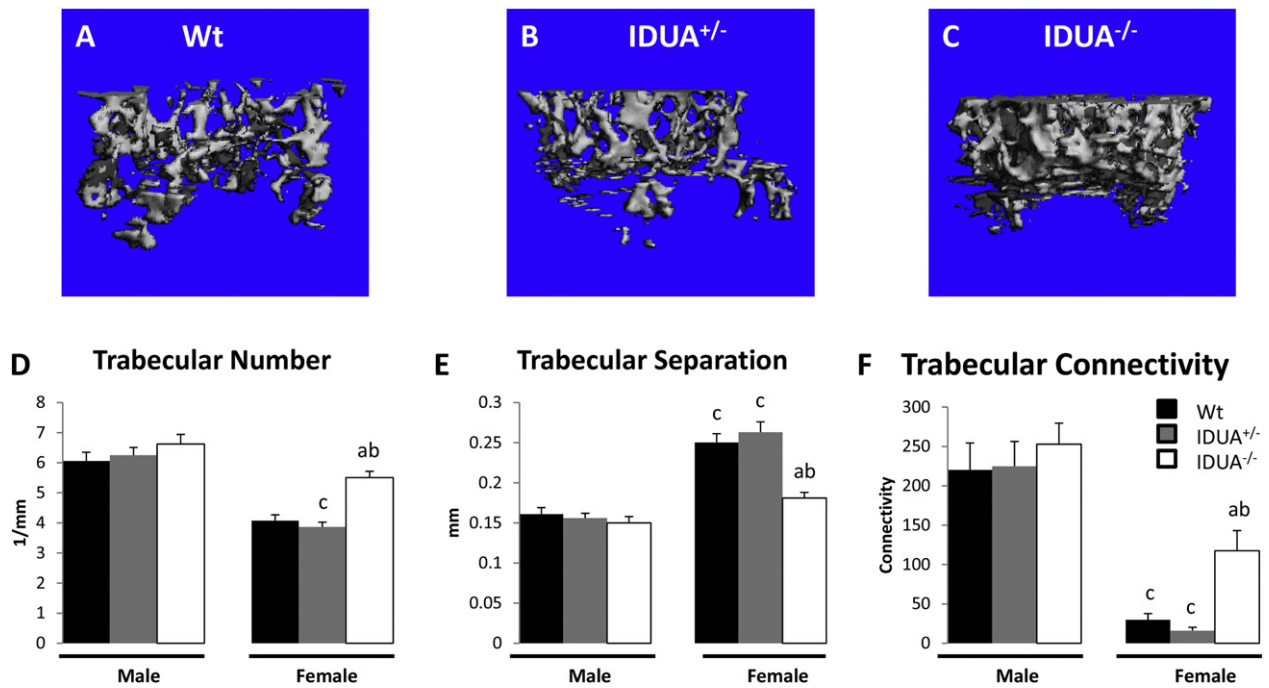 A Wt
B IDUA+/-
C IDUA-/-
D Trabecular Number
8
7
6
5
4
3
2
1
0
1/mm
c
ab
Male Female
E Trabecular Separation
0.3
0.25
0.2
0.15
0.1
0.05
0
mm
c c
ab
Male Female
F Trabecular Connectivity
300
250
200
150
100
50
0
Connectivity
Wt
IDUA+/-
IDUA-/-
ab
c c
Male Female